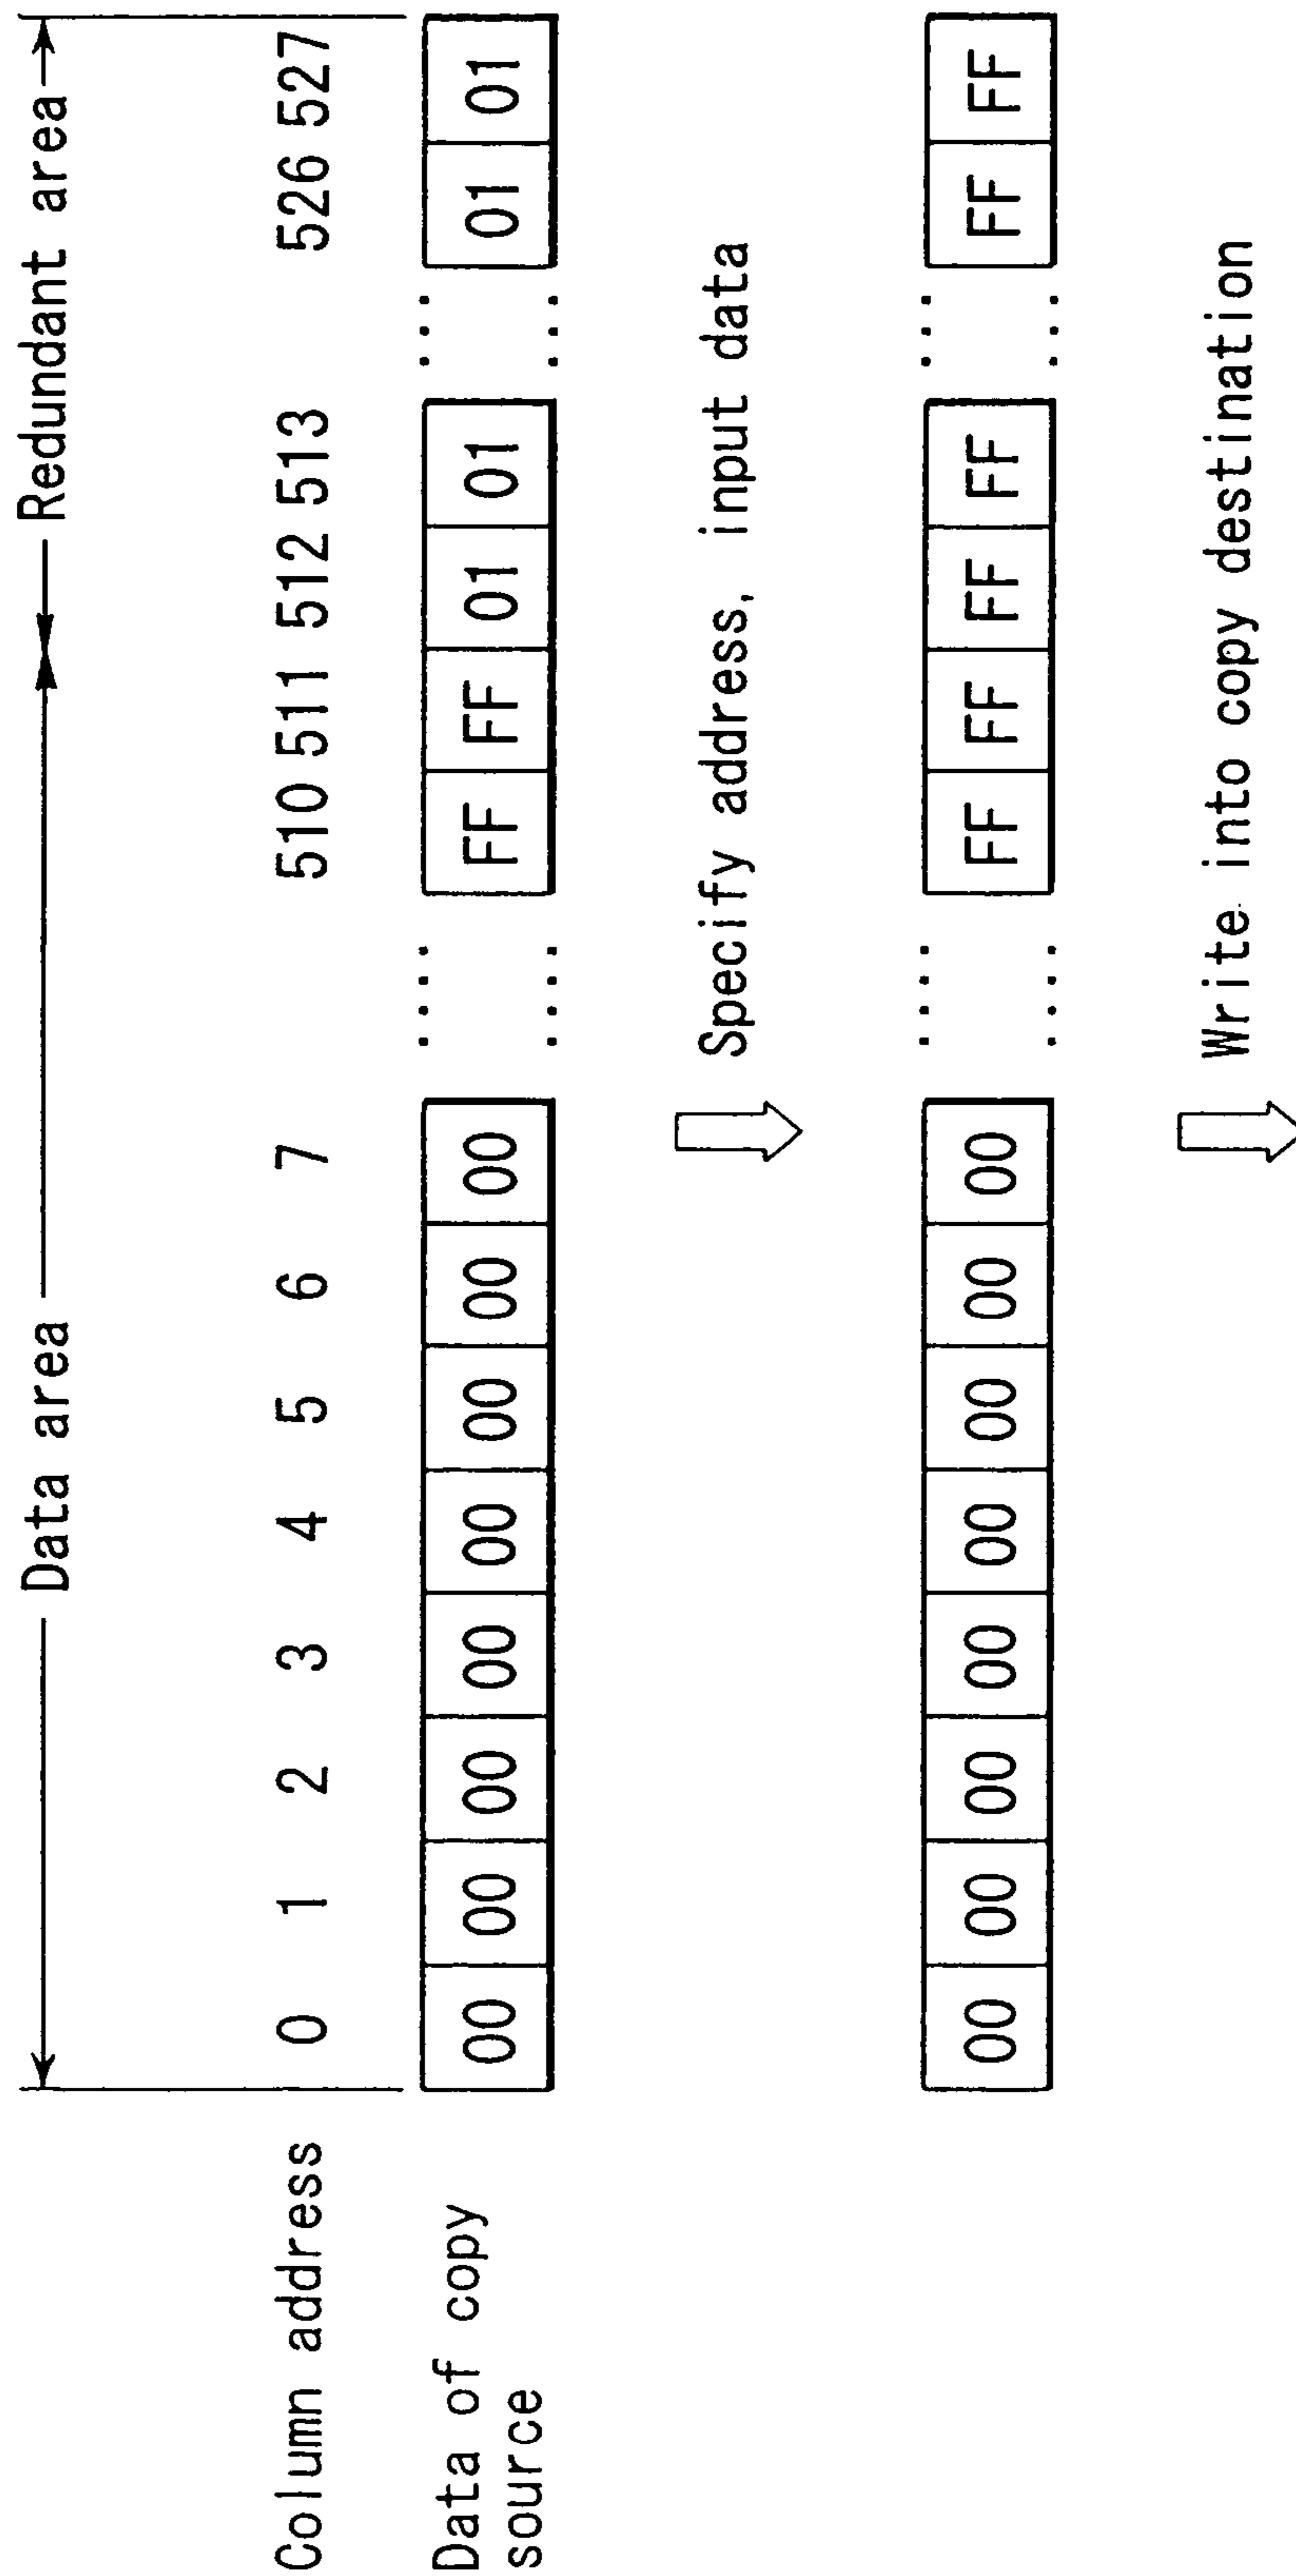 Data area Redundant area
Column address 0 1 2 3 4 5 6 7 510 511 512 513 526 527
Data of copy 00 00 00 00 00 00 00 00 FF FF 01 01 01 01
source
Specify address, input data
00 00 00 00 00 00 00 00 FF FF FF FF FF FF
Write into copy destination